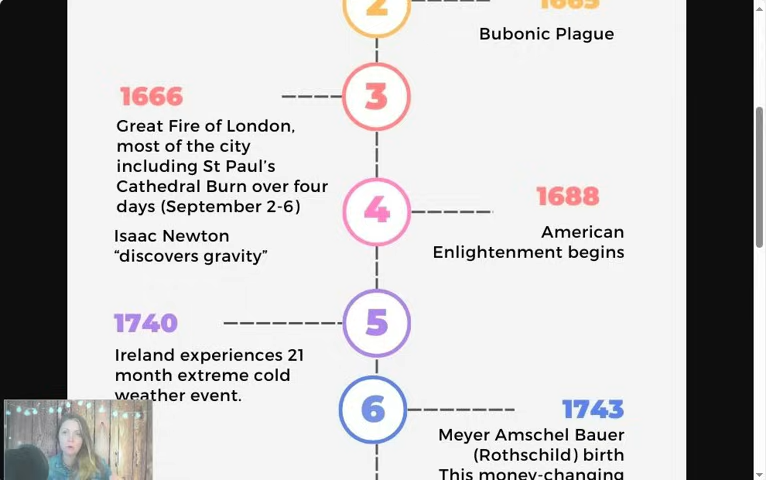 2
1665
Bubonic Plague
3
1666
Great Fire of London,
most of the city
including St Paul's
Cathedral Burn over four
days (September 2-6)
Isaac Newton
“discovers gravity”
4
1688
American
Enlightenment begins
5
1740
Ireland experiences 21
month extreme cold
weather event.
6
1743
Meyer Amschel Bauer
(Rothschild) birth
This money-changing